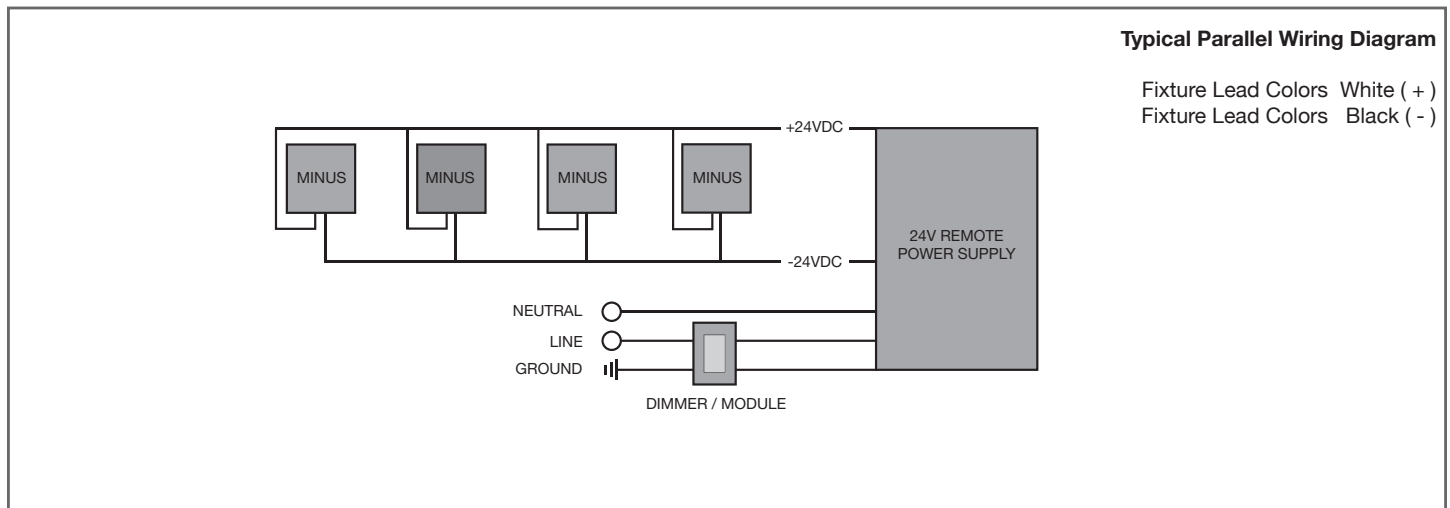 Typical Parallel Wiring Diagram
Fixture Lead Colors White ( + )
Fixture Lead Colors Black ( - )
+24VDC
MINUS MINUS MINUS MINUS
24V REMOTE
POWER SUPPLY
-24VDC
NEUTRAL
LINE
GROUND
DIMMER / MODULE